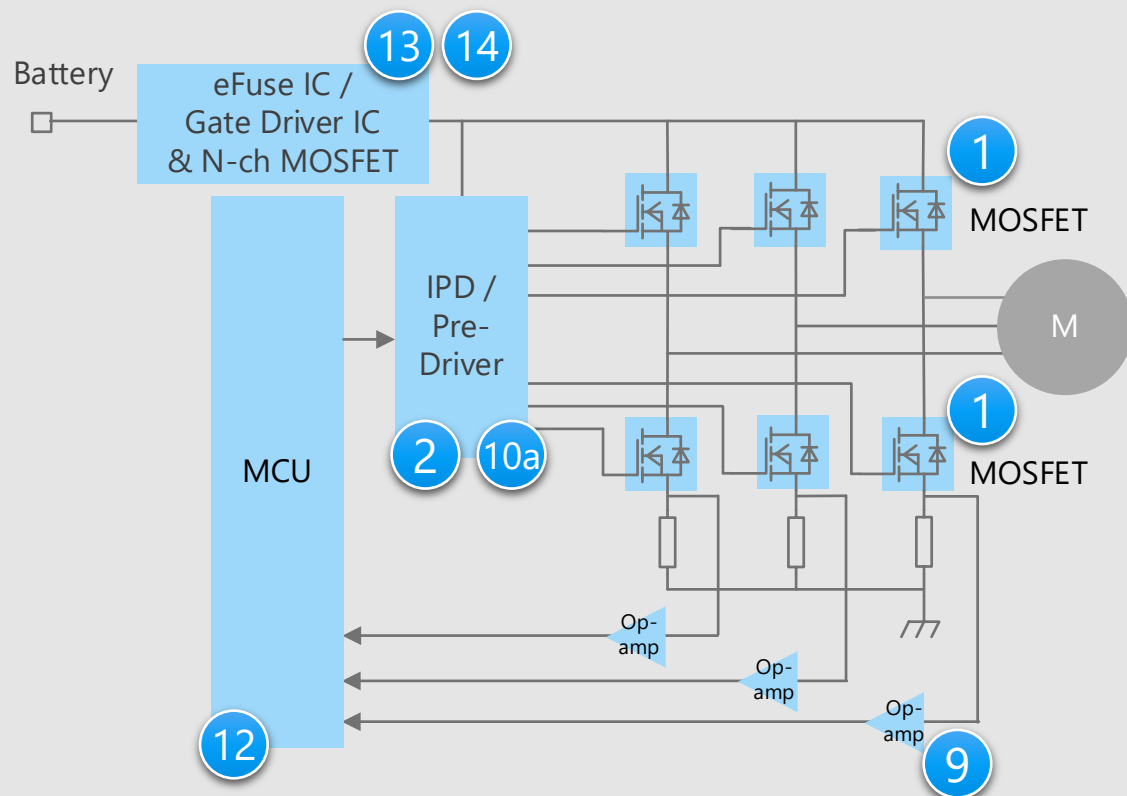 13 14
Battery
eFuse IC /
Gate Driver IC
& N-ch MOSFET
1
MOSFET
IPD /
Pre-
Driver
M
1
2 10a
MCU
MOSFET
Op-
amp
Op-
amp
Op-
amp
12
9